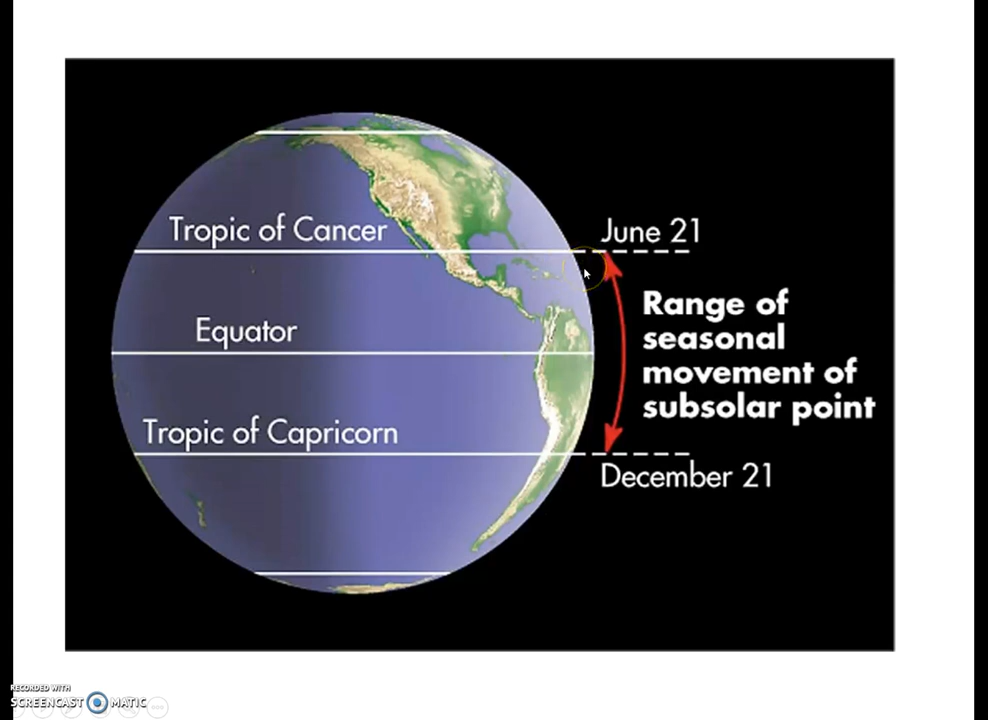 Tropic of Cancer
June 21
Range of
seasonal
movement of
subsolar point
Equator
Tropic of Capricorn
December 21
RECORDED WITH
SCREENCAST MATIC